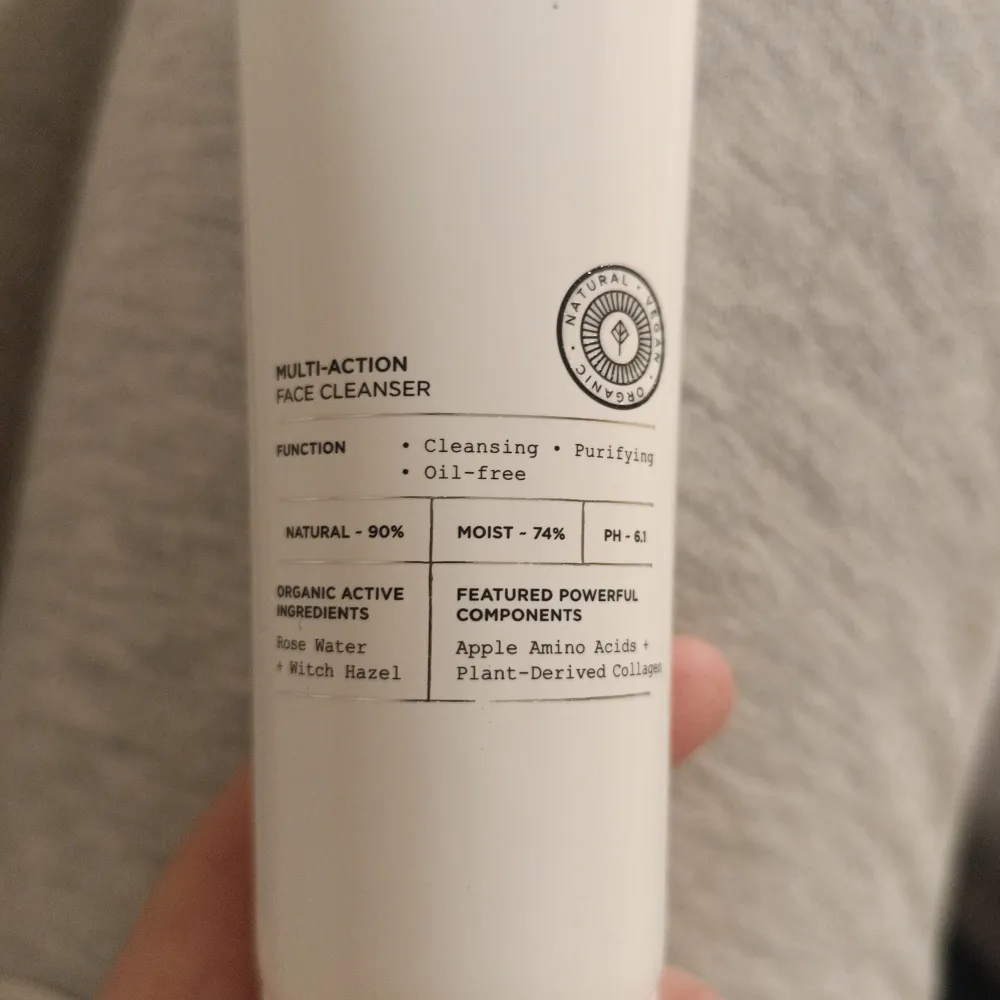 NATURAL · VEGAN · ORGANIC ·
MULTI-ACTION
FACE CLEANSER
FUNCTION
• Cleansing • Purifying
• Oil-free
NATURAL - 90%
MOIST - 74%
PH - 6.1
ORGANIC ACTIVE
INGREDIENTS
Rose Water
+ Witch Hazel
FEATURED POWERFUL
COMPONENTS
Apple Amino Acids +
Plant-Derived Collagen